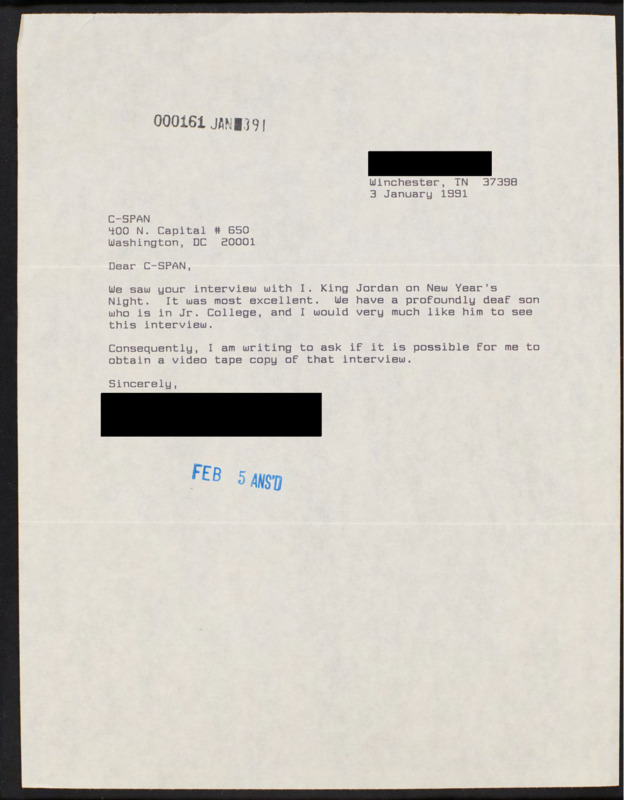 000161 JAN 391
Winchester, TN 37398
3 January 1991
C-SPAN
400 N. Capital # 650
Washington, DC 20001
Dear C-SPAN,
We saw your interview with I. King Jordan on New Year's
Night. It was most excellent. We have a profoundly deaf son
who is in Jr. College, and I would very much like him to see
this interview.
Consequently, I am writing to ask if it is possible for me to
obtain a video tape copy of that interview.
Sincerely,
FEB 5 ANS'D